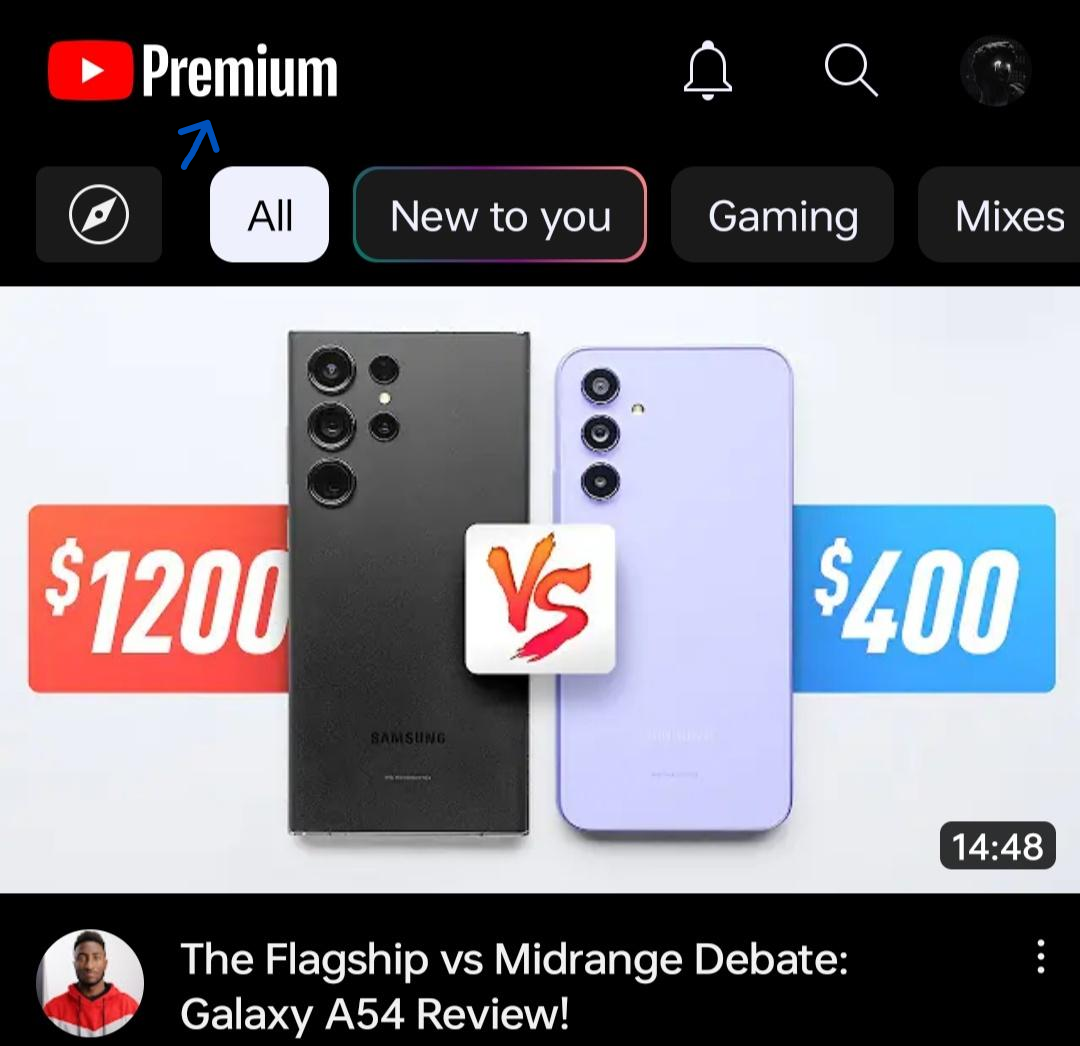 Premium
All
New to you
Gaming
Mixes
$1200
VS
$400
SAMSUNG
14:48
The Flagship vs Midrange Debate:
Galaxy A54 Review!